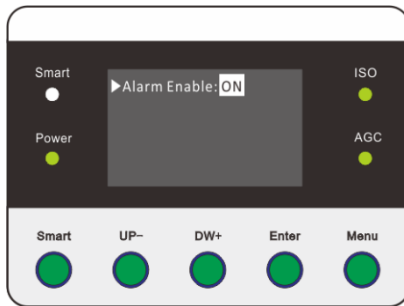 Smart
ISO
▶Alarm Enable: ON
Power
AGC
Smart UP- DW+ Enter Menu